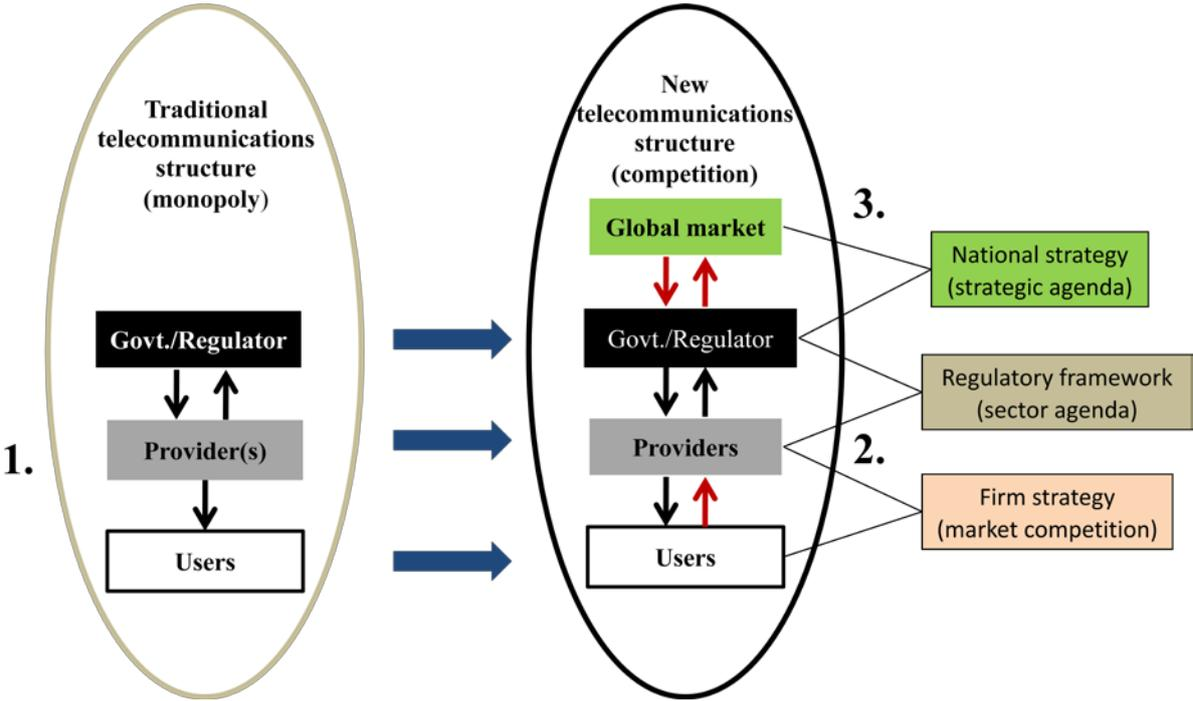 Traditional
telecommunications
structure
(monopoly)
Govt./Regulator
Provider(s)
1.
Users
New
telecommunications
structure
(competition)
Global market
Govt./Regulator
Providers
Users
3.
National strategy
(strategic agenda)
Regulatory framework
(sector agenda)
2.
Firm strategy
(market competition)